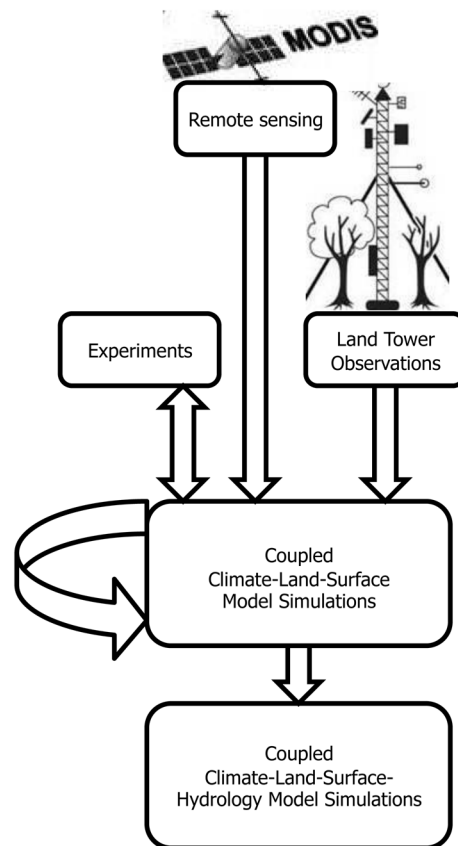 MODIS
Remote sensing
Experiments
Land Tower
Observations
Coupled
Climate-Land-Surface
Model Simulations
Coupled
Climate-Land-Surface-
Hydrology Model Simulations